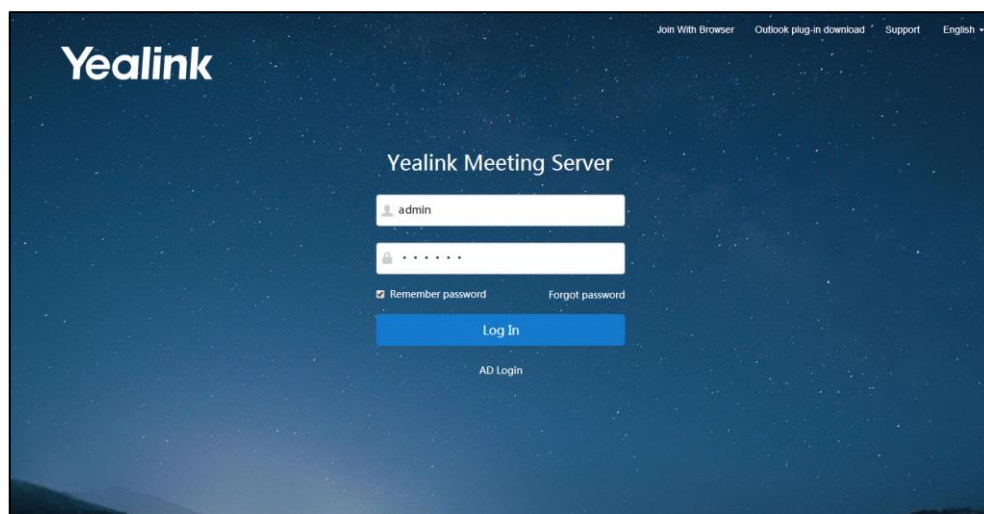 Join With Browser Outlook plug-in download Support English
Yealink
Yealink Meeting Server
admin
Remember password Forgot password
Log In
AD Login